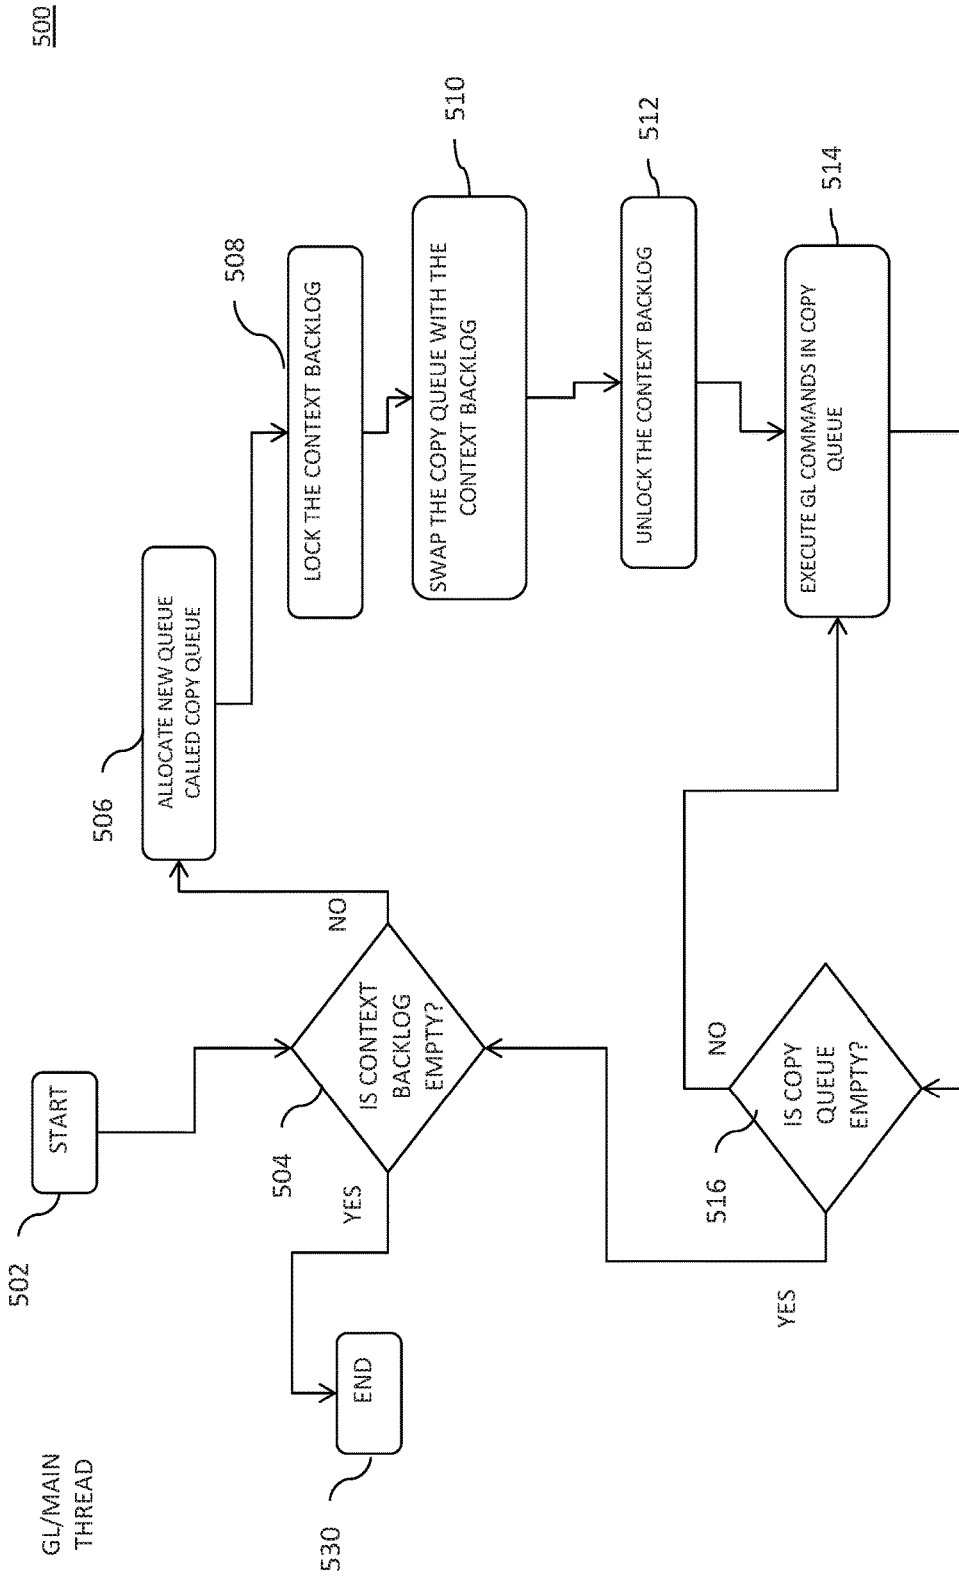 500
GL/MAIN
THREAD
502
START
504
IS CONTEXT
BACKLOG
EMPTY?
YES
NO
530
END
506
ALLOCATE NEW QUEUE
CALLED COPY QUEUE
508
LOCK THE CONTEXT BACKLOG
510
SWAP THE COPY QUEUE WITH THE
CONTEXT BACKLOG
512
UNLOCK THE CONTEXT BACKLOG
514
EXECUTE GL COMMANDS IN COPY
QUEUE
516
IS COPY
QUEUE
EMPTY?
NO
YES